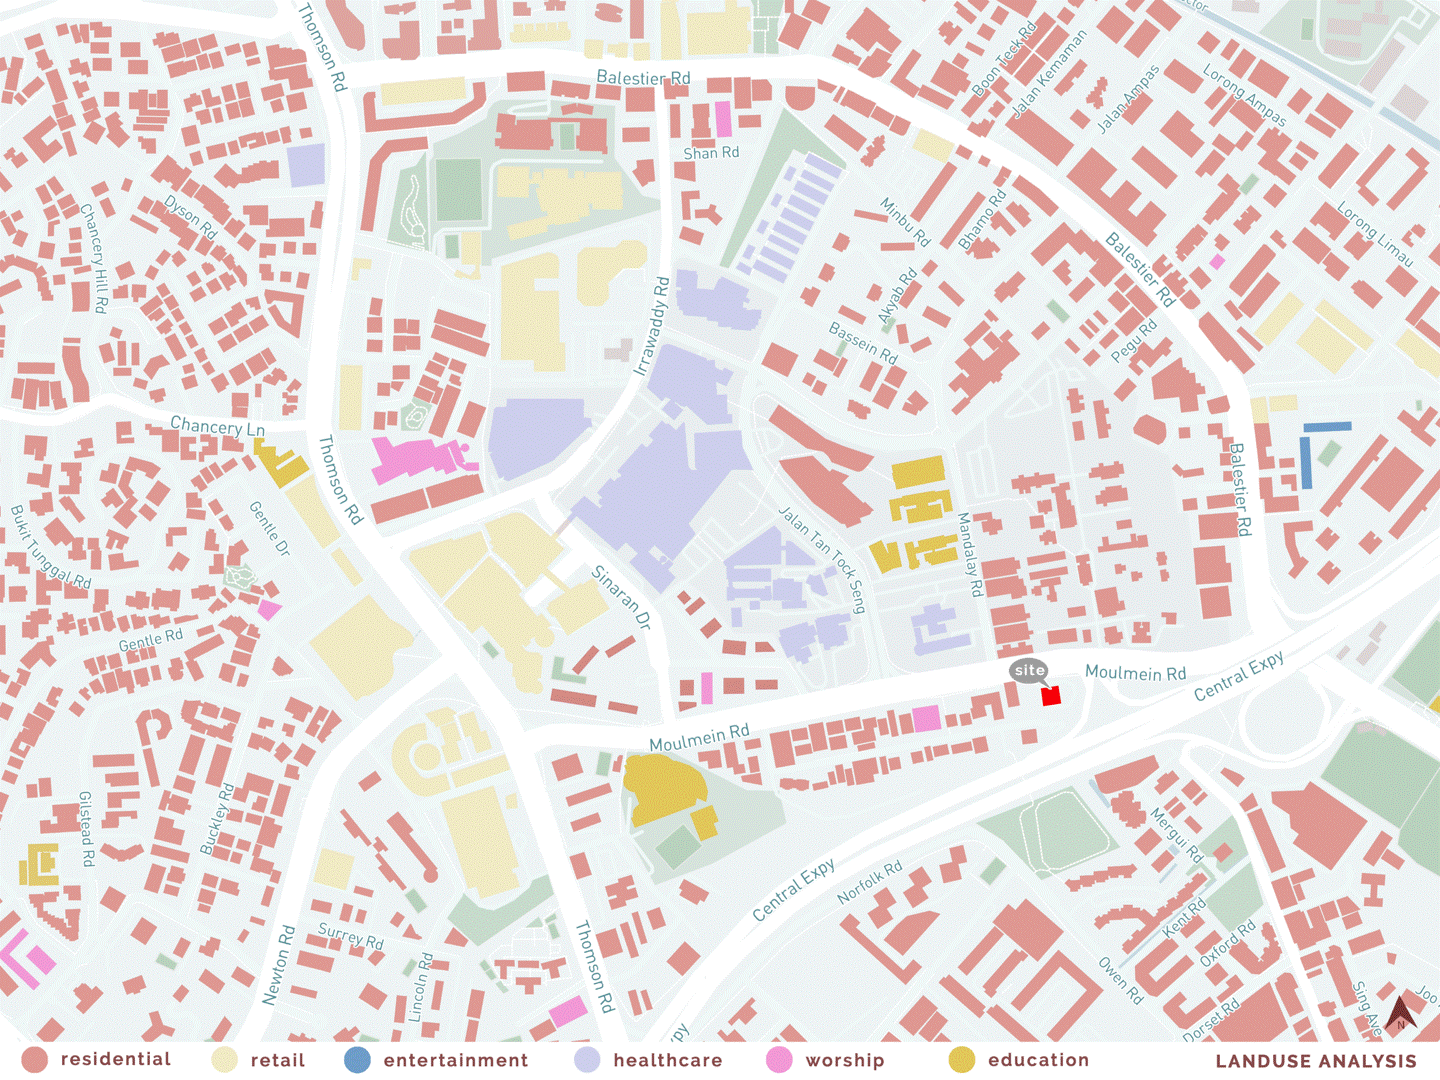 Thomson Rd
Balestier Rd
Boon Teck Rd
Jalan Kemaman
Jalan Ampas
Lorong Ampas
Shan Rd
Dyson Rd
Chancery Hill Rd
Minbu Rd
Bhamo Rd
Lorong Limau
Balestier Rd
Irrawaddy Rd
Akyab Rd
Bassein Rd
Pegu Rd
Chancery Ln
Thomson Rd
Balestier Rd
Gentle Dr
Bukit Tunggal Rd
Jalan Tan Tock Seng
Mandalay Rd
Sinaran Dr
Gentle Rd
site
Moulmein Rd
Central Expy
Moulmein Rd
Gilstead Rd
Buckley Rd
Mergui Rd
Central Expy
Norfolk Rd
Kent Rd
Oxford Rd
Surrey Rd
Newton Rd
Lincoln Rd
Thomson Rd
Owen Rd
Dorset Rd
Sing Ave
Joo
N
residential
retail
entertainment
healthcare
worship
education
LANDUSE ANALYSIS